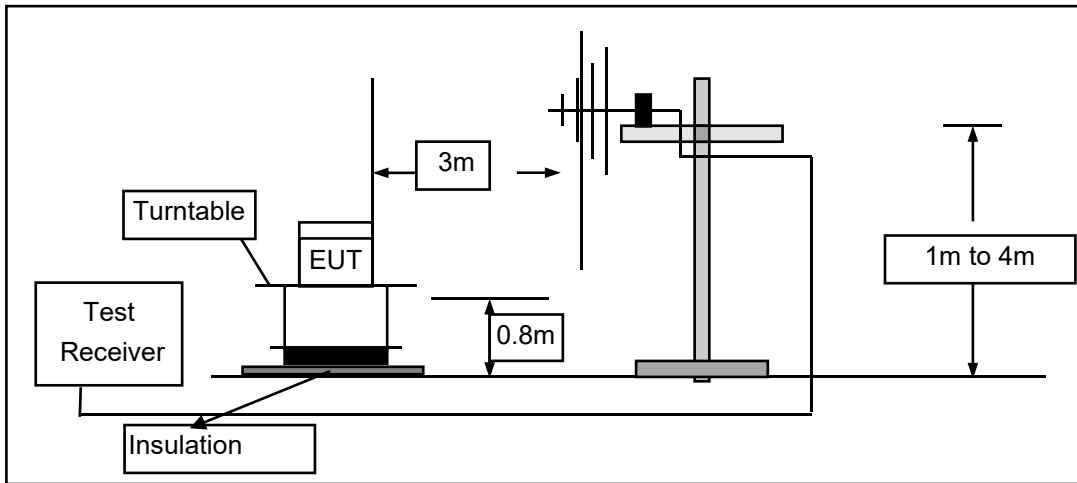 3m
Turntable
EUT
1m to 4m
Test
Receiver
0.8m
Insulation